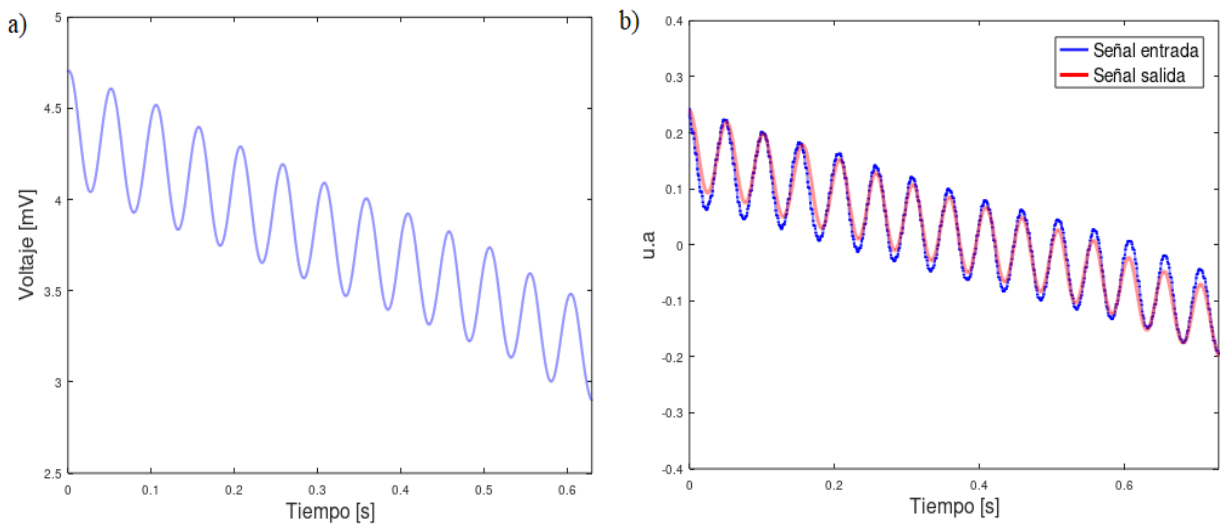 a)
5
4.5
4
3.5
3
2.5
Voltaje [mV]
0 0.1 0.2 0.3 0.4 0.5 0.6
Tiempo [s]
b)
0.4
0.3
0.2
0.1
0
-0.1
-0.2
-0.3
-0.4
u.a
Señal entrada
Señal salida
0 0.2 0.4 0.6
Tiempo [s]